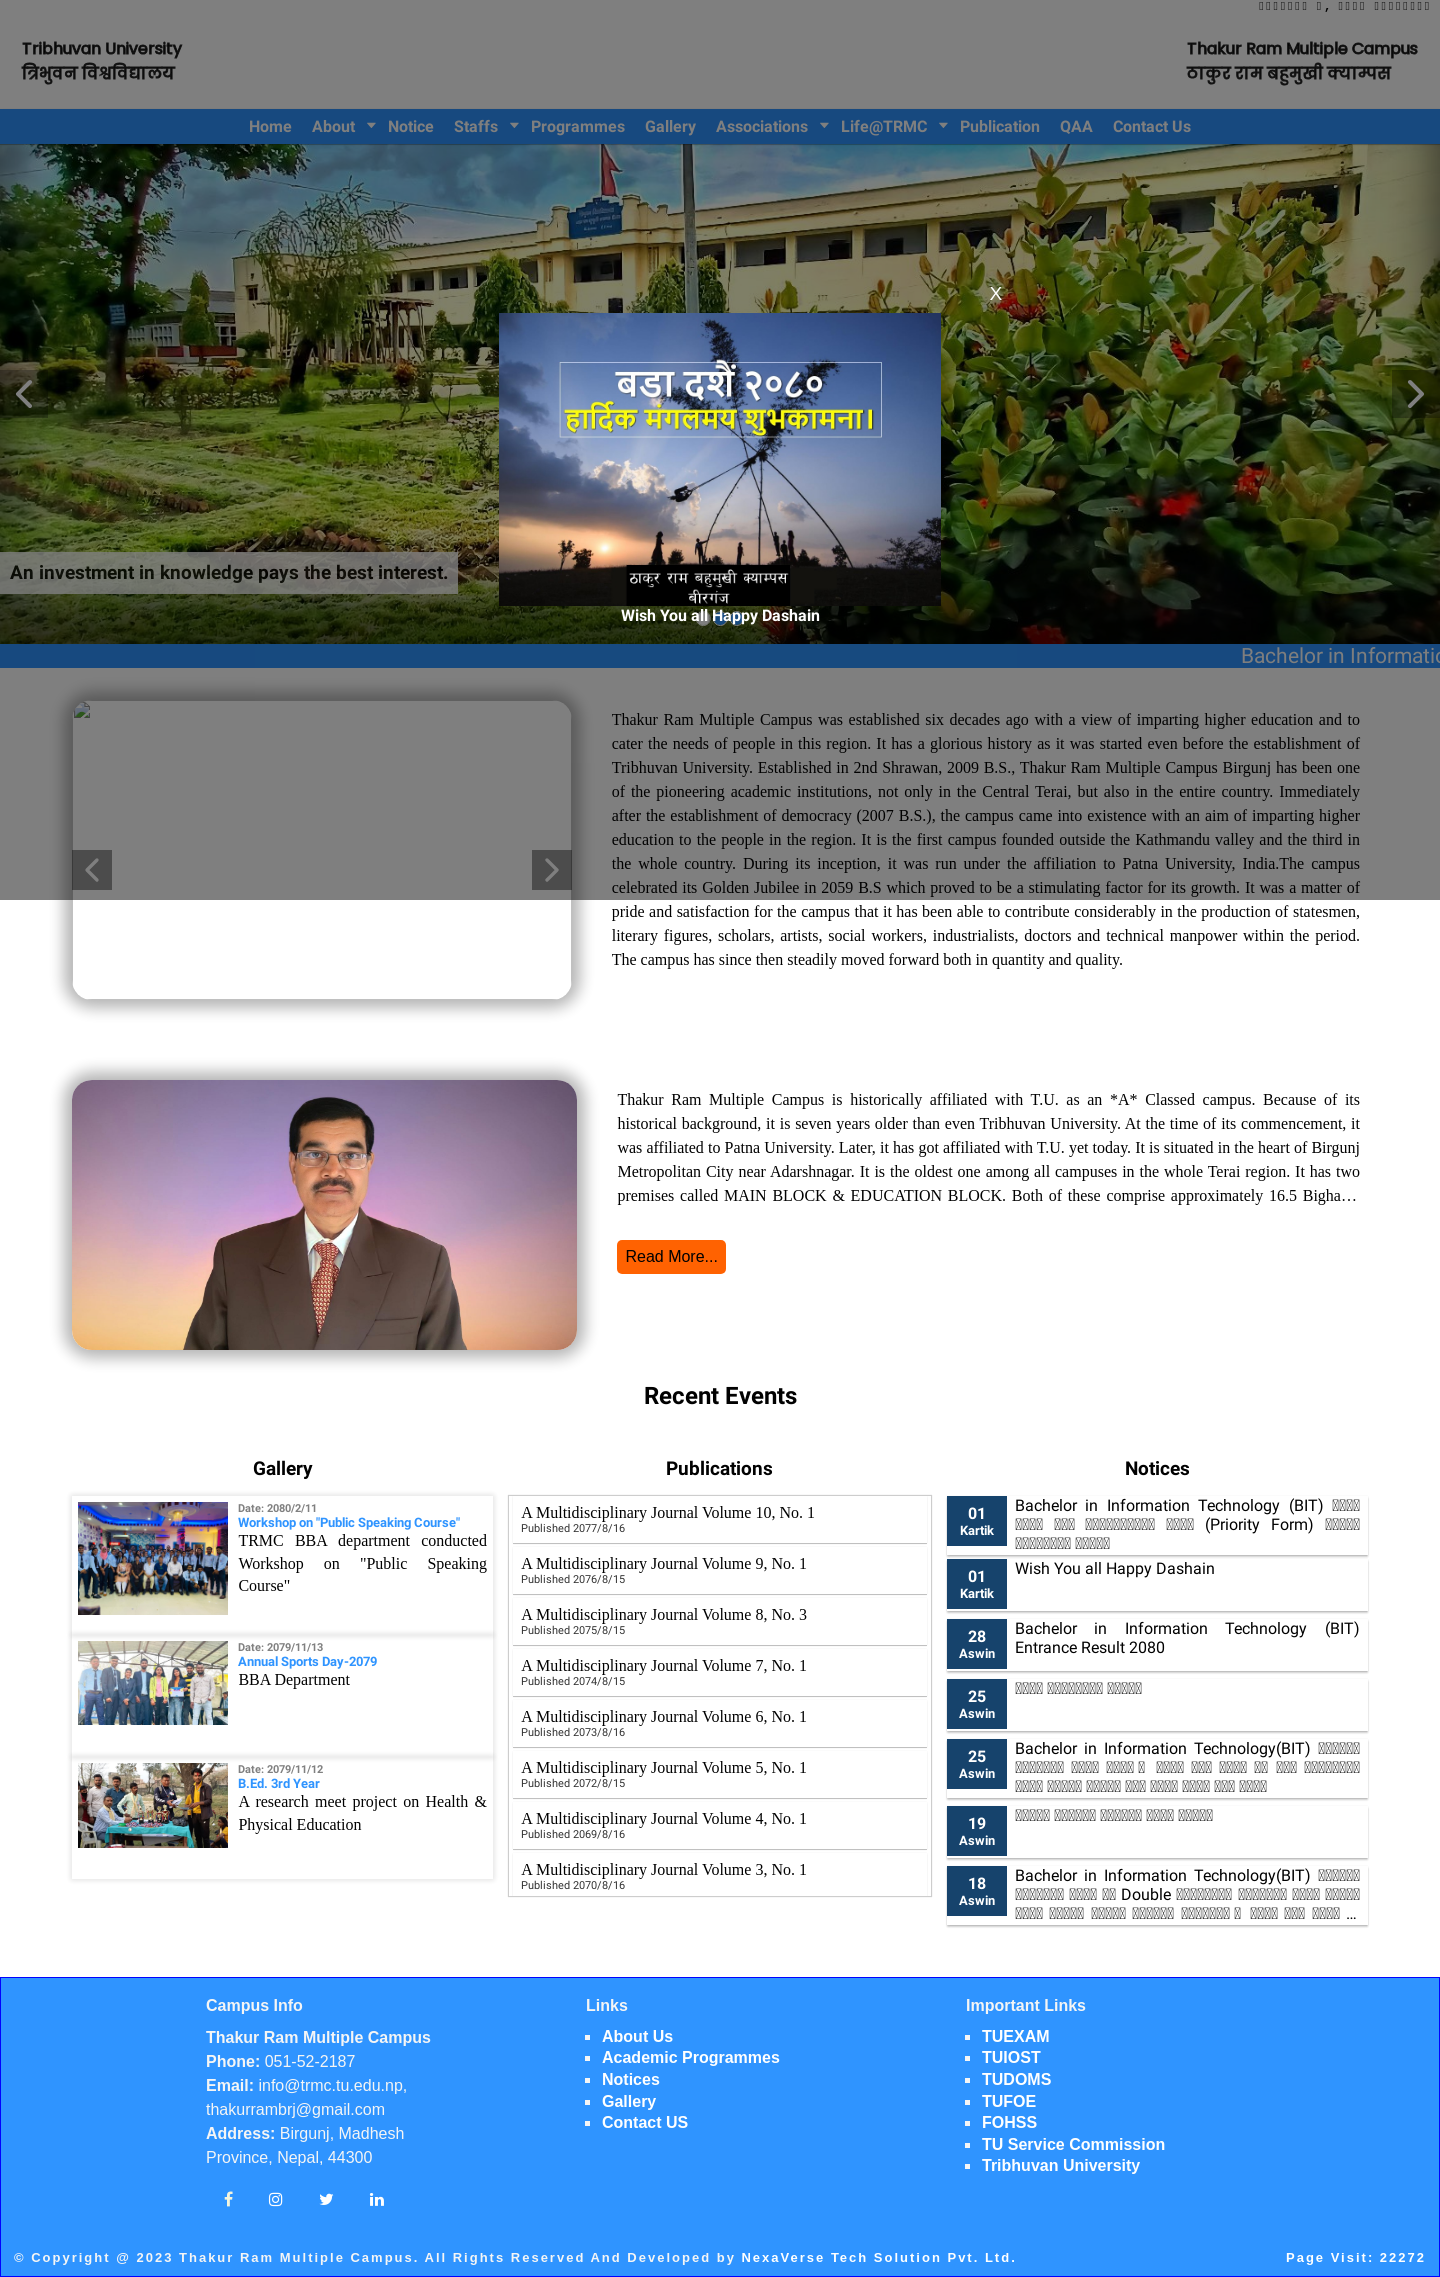 Tribhuvan University
त्रिभुवन विश्वविद्यालय
Thakur Ram Multiple Campus
ठाकुर राम बहुमुखी क्याम्पस
Home About Notice Staffs Programmes Gallery Associations Life@TRMC Publication QAA Contact Us
X
बडा दशैं २०८०
हार्दिक मंगलमय शुभकामना।
ठाकुर राम बहुमुखी क्याम्पस
बीरगंज
Wish You all Happy Dashain
An investment in knowledge pays the best interest.
Bachelor in Informatic
Thakur Ram Multiple Campus was established six decades ago with a view of imparting higher education and to
cater the needs of people in this region. It has a glorious history as it was started even before the establishment of
Tribhuvan University. Established in 2nd Shrawan, 2009 B.S., Thakur Ram Multiple Campus Birgunj has been one
of the pioneering academic institutions, not only in the Central Terai, but also in the entire country. Immediately
after the establishment of democracy (2007 B.S.), the campus came into existence with an aim of imparting higher
education to the people in the region. It is the first campus founded outside the Kathmandu valley and the third in
the whole country. During its inception, it was run under the affiliation to Patna University, India.The campus
celebrated its Golden Jubilee in 2059 B.S which proved to be a stimulating factor for its growth. It was a matter of
pride and satisfaction for the campus that it has been able to contribute considerably in the production of statesmen,
literary figures, scholars, artists, social workers, industrialists, doctors and technical manpower within the period.
The campus has since then steadily moved forward both in quantity and quality.
Thakur Ram Multiple Campus is historically affiliated with T.U. as an *A* Classed campus. Because of its
historical background, it is seven years older than even Tribhuvan University. At the time of its commencement, it
was affiliated to Patna University. Later, it has got affiliated with T.U. yet today. It is situated in the heart of Birgunj
Metropolitan City near Adarshnagar. It is the oldest one among all campuses in the whole Terai region. It has two
premises called MAIN BLOCK & EDUCATION BLOCK. Both of these comprise approximately 16.5 Bigha…
Read More...
Recent Events
Gallery
Date: 2080/2/11
Workshop on "Public Speaking Course"
TRMC BBA department conducted
Workshop on "Public Speaking
Course"
Date: 2079/11/13
Annual Sports Day-2079
BBA Department
Date: 2079/11/12
B.Ed. 3rd Year
A research meet project on Health &
Physical Education
Publications
A Multidisciplinary Journal Volume 10, No. 1
Published 2077/8/16
A Multidisciplinary Journal Volume 9, No. 1
Published 2076/8/15
A Multidisciplinary Journal Volume 8, No. 3
Published 2075/8/15
A Multidisciplinary Journal Volume 7, No. 1
Published 2074/8/15
A Multidisciplinary Journal Volume 6, No. 1
Published 2073/8/16
A Multidisciplinary Journal Volume 5, No. 1
Published 2072/8/15
A Multidisciplinary Journal Volume 4, No. 1
Published 2069/8/16
A Multidisciplinary Journal Volume 3, No. 1
Published 2070/8/16
Notices
01
Kartik
Bachelor in Information Technology (BIT)
(Priority Form)
01
Kartik
Wish You all Happy Dashain
28
Aswin
Bachelor in Information Technology (BIT)
Entrance Result 2080
25
Aswin
25
Aswin
Bachelor in Information Technology(BIT)
19
Aswin
18
Aswin
Bachelor in Information Technology(BIT)
Double
...
Campus Info
Thakur Ram Multiple Campus
Phone: 051-52-2187
Email: info@trmc.tu.edu.np,
thakurrambrj@gmail.com
Address: Birgunj, Madhesh
Province, Nepal, 44300
Links
About Us
Academic Programmes
Notices
Gallery
Contact US
Important Links
TUEXAM
TUIOST
TUDOMS
TUFOE
FOHSS
TU Service Commission
Tribhuvan University
© Copyright @ 2023 Thakur Ram Multiple Campus. All Rights Reserved And Developed by NexaVerse Tech Solution Pvt. Ltd.
Page Visit: 22272